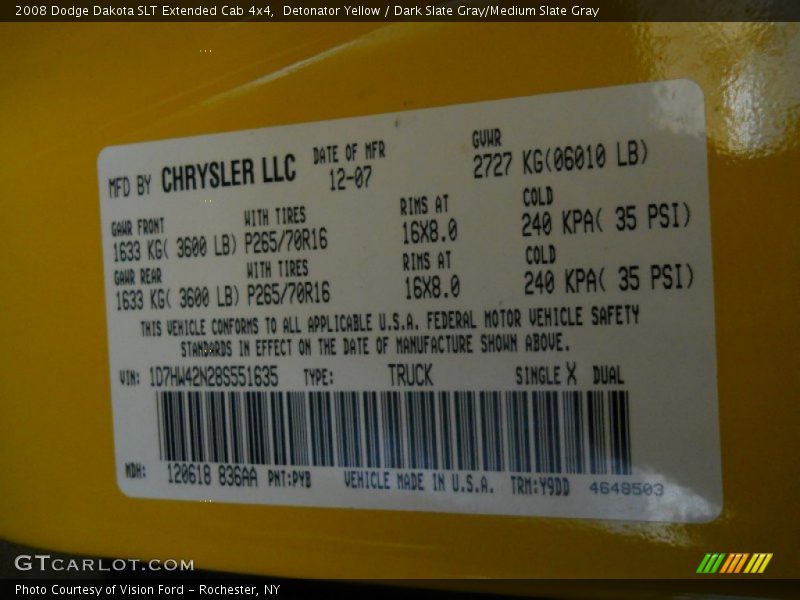 2008 Dodge Dakota SLT Extended Cab 4x4, Detonator Yellow / Dark Slate Gray/Medium Slate Gray
MFD BY CHRYSLER LLC DATE OF MFR GVWR
12-07 2727 KG(06010 LB)
GAWR FRONT WITH TIRES RIMS AT COLD
1633 KG( 3600 LB) P265/70R16 16X8.0 240 KPA( 35 PSI)
GAWR REAR WITH TIRES RIMS AT COLD
1633 KG( 3600 LB) P265/70R16 16X8.0 240 KPA( 35 PSI)
THIS VEHICLE CONFORMS TO ALL APPLICABLE U.S.A. FEDERAL MOTOR VEHICLE SAFETY
STANDARDS IN EFFECT ON THE DATE OF MANUFACTURE SHOWN ABOVE.
VIN: 1D7HW42N28S551635 TYPE: TRUCK SINGLE X DUAL
MDH: 120618 836AA PNT:PYB VEHICLE MADE IN U.S.A. TRM:Y9DD 4648503
GTCARLOT.COM
Photo Courtesy of Vision Ford – Rochester, NY